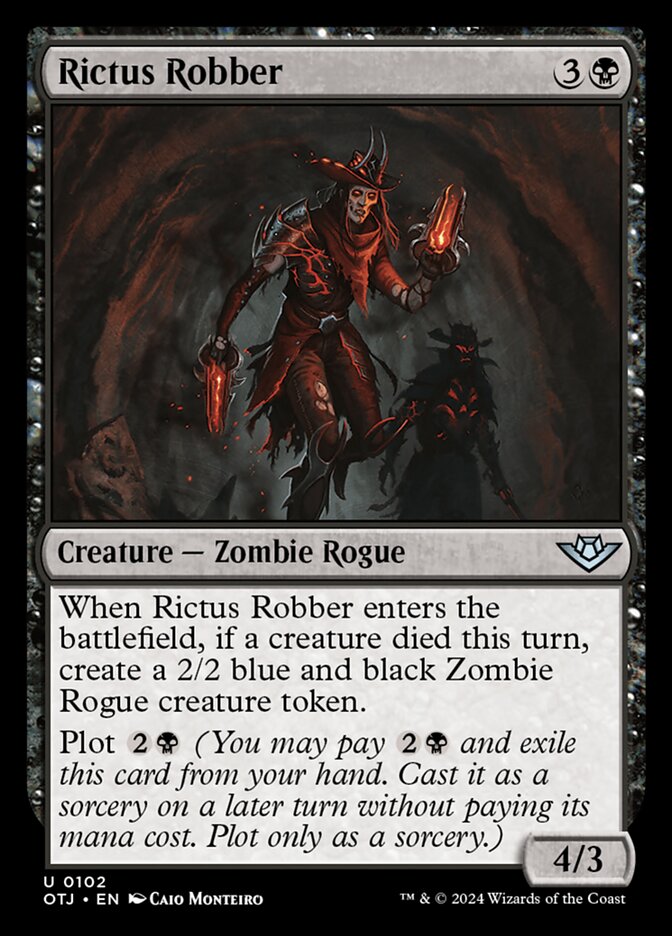 Rictus Robber 3
Creature — Zombie Rogue
When Rictus Robber enters the
battlefield, if a creature died this turn,
create a 2/2 blue and black Zombie
Rogue creature token.
Plot 2 (You may pay 2 and exile
this card from your hand. Cast it as a
sorcery on a later turn without paying its
mana cost. Plot only as a sorcery.)
4/3
U 0102
OTJ • EN Caio Monteiro
™ & © 2024 Wizards of the Coast